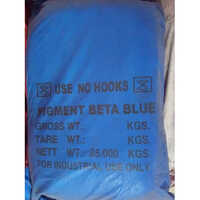 USE NO HOOKS
PIGMENT BETA BLUE
GROSS WT.: KGS.
TARE WT.: KGS.
NETT WT.: 25.000 KGS.
FOR INDUSTRIAL USE ONLY